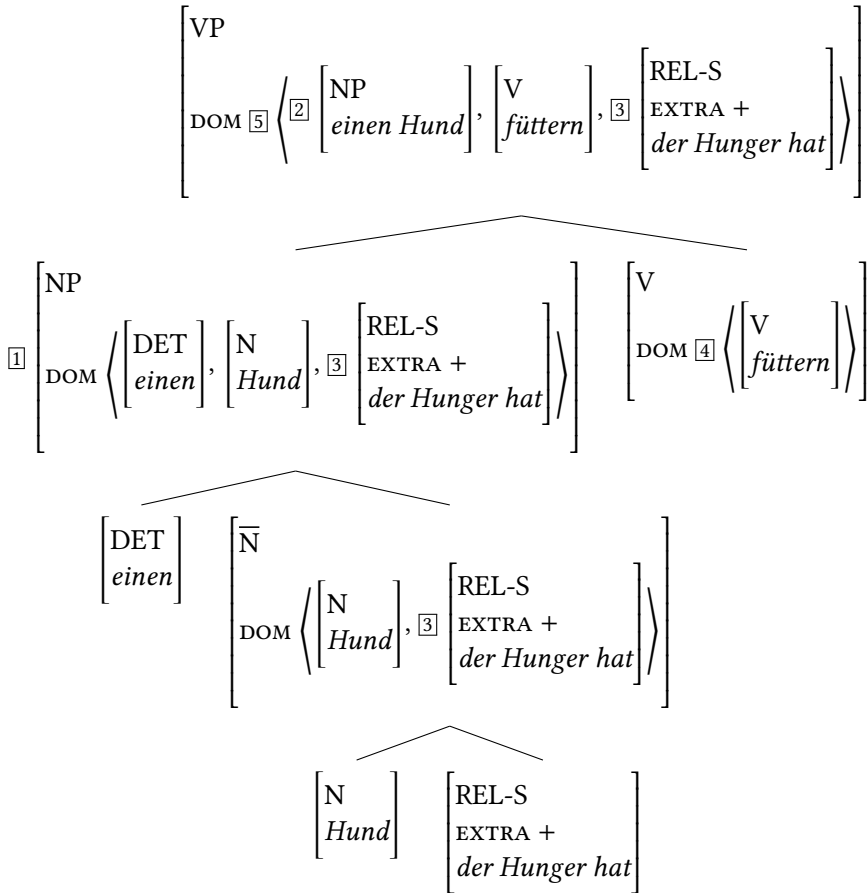 VP
DOM 5 ⟨ 2 [NP einen Hund], [V füttern], 3 [REL-S EXTRA + der Hunger hat] ⟩
1 NP
DOM ⟨ [DET einen], [N Hund], 3 [REL-S EXTRA + der Hunger hat] ⟩
V
DOM 4 ⟨ [V füttern] ⟩
DET
einen
N̅
DOM ⟨ [N Hund], 3 [REL-S EXTRA + der Hunger hat] ⟩
N
Hund
REL-S
EXTRA +
der Hunger hat